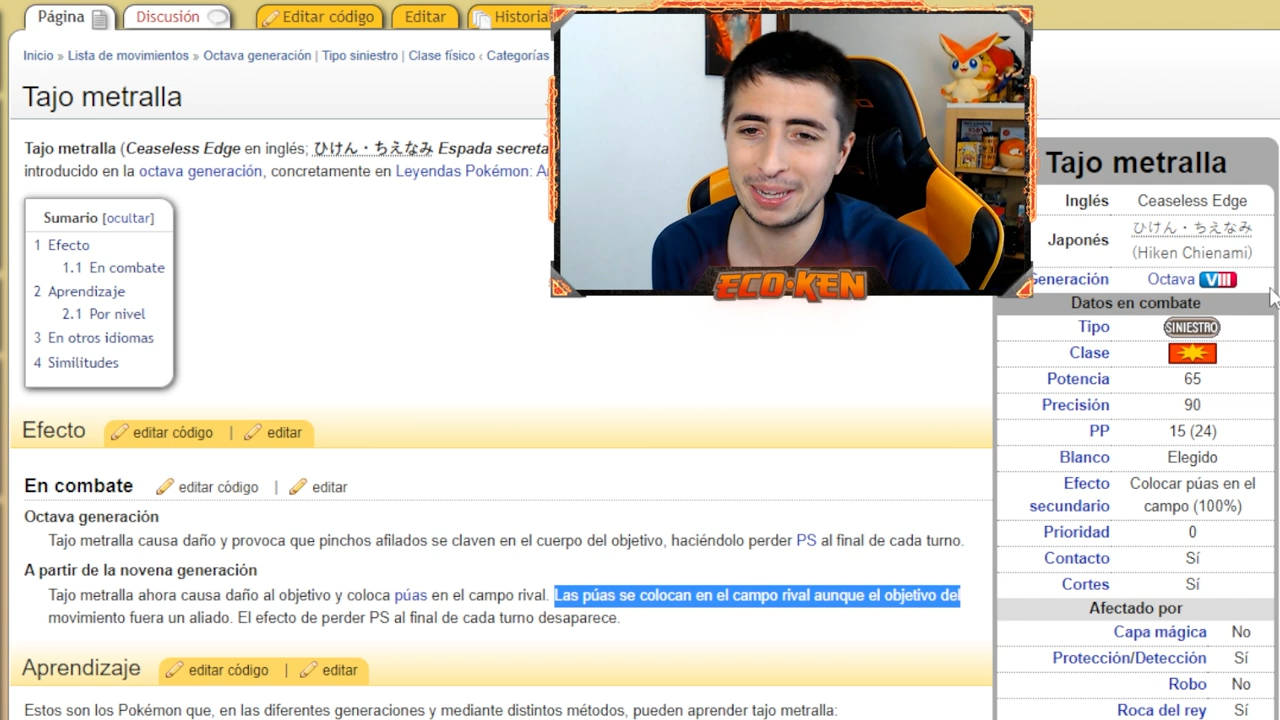 Página
Discusión
Editar código
Editar
Historia
Inicio » Lista de movimientos » Octava generación | Tipo siniestro | Clase físico ‹ Categorías
Tajo metralla
Tajo metralla (Ceaseless Edge en inglés; ひけん・ちえなみ Espada secreta
introducido en la octava generación, concretamente en Leyendas Pokémon:
Sumario [ocultar]
1 Efecto
1.1 En combate
2 Aprendizaje
2.1 Por nivel
3 En otros idiomas
4 Similitudes
ECO·KEN
Tajo metralla
Inglés Ceaseless Edge
Japonés ひけん・ちえなみ
(Hiken Chienami)
Generación Octava VIII
Datos en combate
Tipo SINIESTRO
Clase
Potencia 65
Precisión 90
PP 15 (24)
Blanco Elegido
Efecto secundario Colocar púas en el
campo (100%)
Prioridad 0
Contacto Sí
Cortes Sí
Afectado por
Capa mágica No
Protección/Detección Sí
Robo No
Roca del rey Sí
Efecto editar código | editar
En combate editar código | editar
Octava generación
Tajo metralla causa daño y provoca que pinchos afilados se claven en el cuerpo del objetivo, haciéndolo perder PS al final de cada turno.
A partir de la novena generación
Tajo metralla ahora causa daño al objetivo y coloca púas en el campo rival. Las púas se colocan en el campo rival aunque el objetivo del
movimiento fuera un aliado. El efecto de perder PS al final de cada turno desaparece.
Aprendizaje editar código | editar
Estos son los Pokémon que, en las diferentes generaciones y mediante distintos métodos, pueden aprender tajo metralla: